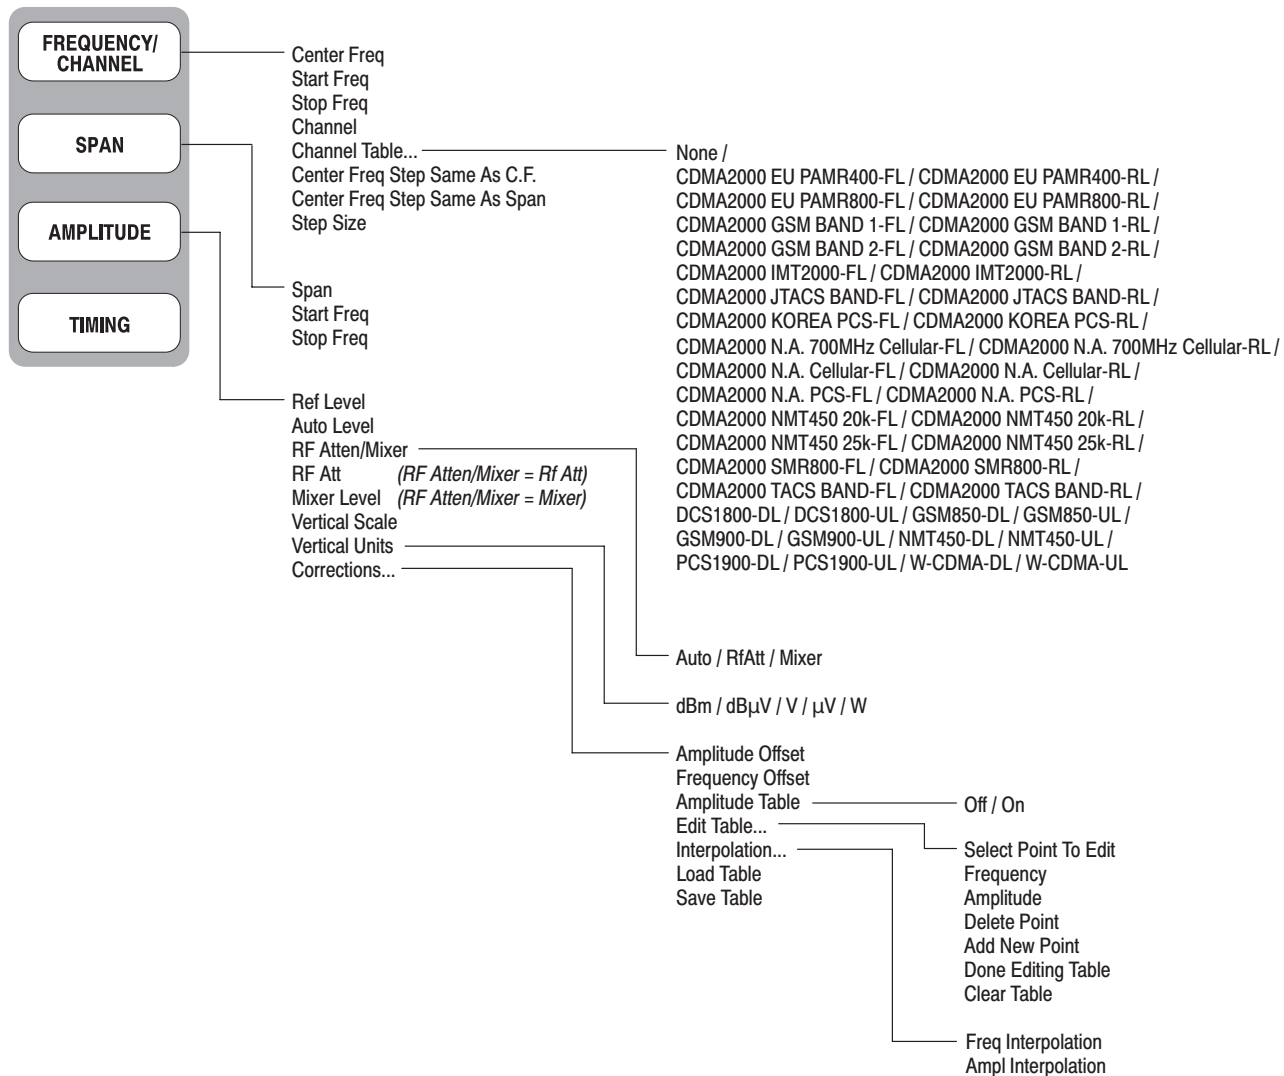 FREQUENCY/
CHANNEL
SPAN
AMPLITUDE
TIMING
Center Freq
Start Freq
Stop Freq
Channel
Channel Table...
Center Freq Step Same As C.F.
Center Freq Step Same As Span
Step Size
None /
CDMA2000 EU PAMR400-FL / CDMA2000 EU PAMR400-RL /
CDMA2000 EU PAMR800-FL / CDMA2000 EU PAMR800-RL /
CDMA2000 GSM BAND 1-FL / CDMA2000 GSM BAND 1-RL /
CDMA2000 GSM BAND 2-FL / CDMA2000 GSM BAND 2-RL /
CDMA2000 IMT2000-FL / CDMA2000 IMT2000-RL /
CDMA2000 JTACS BAND-FL / CDMA2000 JTACS BAND-RL /
CDMA2000 KOREA PCS-FL / CDMA2000 KOREA PCS-RL /
CDMA2000 N.A. 700MHz Cellular-FL / CDMA2000 N.A. 700MHz Cellular-RL /
CDMA2000 N.A. Cellular-FL / CDMA2000 N.A. Cellular-RL /
CDMA2000 N.A. PCS-FL / CDMA2000 N.A. PCS-RL /
CDMA2000 NMT450 20k-FL / CDMA2000 NMT450 20k-RL /
CDMA2000 NMT450 25k-FL / CDMA2000 NMT450 25k-RL /
CDMA2000 SMR800-FL / CDMA2000 SMR800-RL /
CDMA2000 TACS BAND-FL / CDMA2000 TACS BAND-RL /
DCS1800-DL / DCS1800-UL / GSM850-DL / GSM850-UL /
GSM900-DL / GSM900-UL / NMT450-DL / NMT450-UL /
PCS1900-DL / PCS1900-UL / W-CDMA-DL / W-CDMA-UL
Span
Start Freq
Stop Freq
Ref Level
Auto Level
RF Atten/Mixer
RF Att (RF Atten/Mixer = Rf Att)
Mixer Level (RF Atten/Mixer = Mixer)
Vertical Scale
Vertical Units
Corrections...
Auto / RfAtt / Mixer
dBm / dBµV / V / µV / W
Amplitude Offset
Frequency Offset
Amplitude Table
Edit Table...
Interpolation...
Load Table
Save Table
Off / On
Select Point To Edit
Frequency
Amplitude
Delete Point
Add New Point
Done Editing Table
Clear Table
Freq Interpolation
Ampl Interpolation